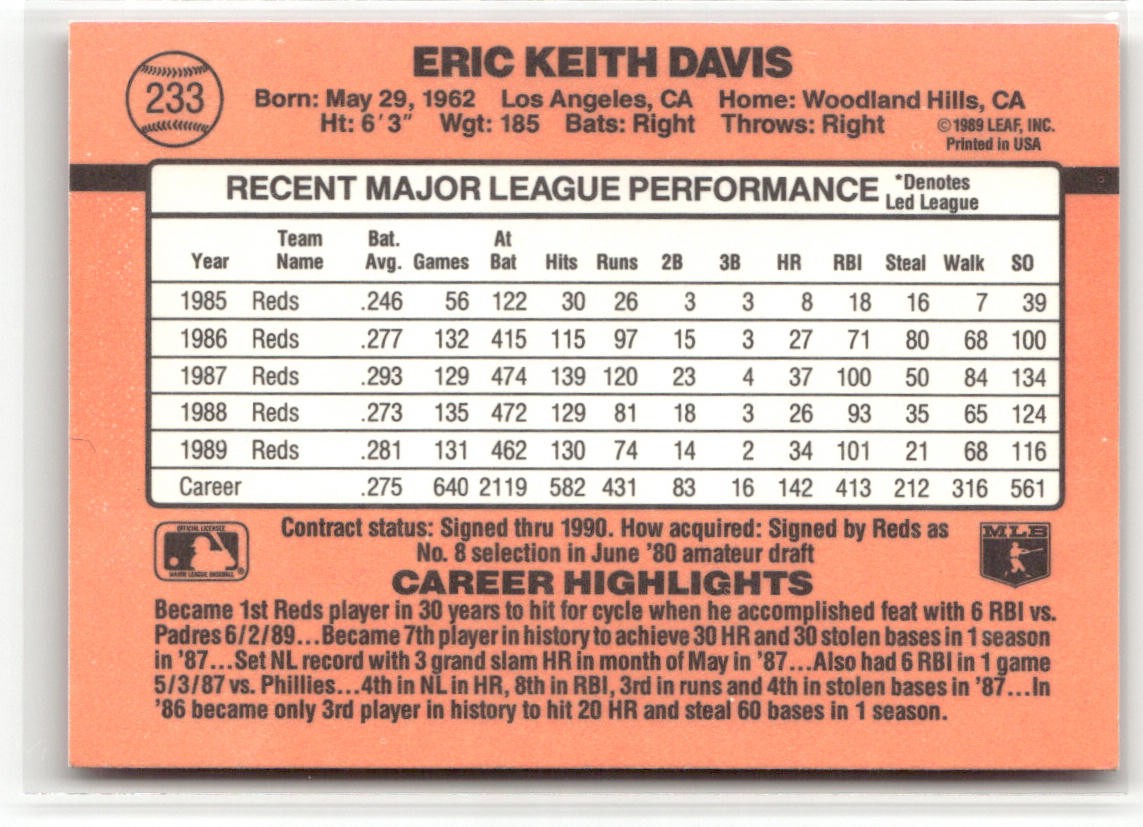 233
ERIC KEITH DAVIS
Born: May 29, 1962 Los Angeles, CA Home: Woodland Hills, CA
Ht: 6'3" Wgt: 185 Bats: Right Throws: Right
©1989 LEAF, INC.
Printed in USA
RECENT MAJOR LEAGUE PERFORMANCE *Denotes
Led League
Year Team Name Bat. Avg. Games At Bat Hits Runs 2B 3B HR RBI Steal Walk SO
1985 Reds .246 56 122 30 26 3 3 8 18 16 7 39
1986 Reds .277 132 415 115 97 15 3 27 71 80 68 100
1987 Reds .293 129 474 139 120 23 4 37 100 50 84 134
1988 Reds .273 135 472 129 81 18 3 26 93 35 65 124
1989 Reds .281 131 462 130 74 14 2 34 101 21 68 116
Career .275 640 2119 582 431 83 16 142 413 212 316 561
OFFICIAL LICENSEE
MAJOR LEAGUE BASEBALL
®
Contract status: Signed thru 1990. How acquired: Signed by Reds as
No. 8 selection in June '80 amateur draft
MLB
CAREER HIGHLIGHTS
Became 1st Reds player in 30 years to hit for cycle when he accomplished feat with 6 RBI vs.
Padres 6/2/89...Became 7th player in history to achieve 30 HR and 30 stolen bases in 1 season
in '87...Set NL record with 3 grand slam HR in month of May in '87...Also had 6 RBI in 1 game
5/3/87 vs. Phillies...4th in NL in HR, 8th in RBI, 3rd in runs and 4th in stolen bases in '87...In
'86 became only 3rd player in history to hit 20 HR and steal 60 bases in 1 season.